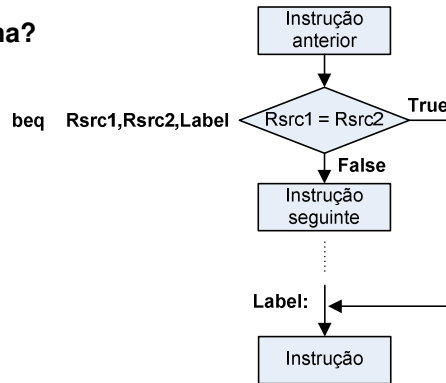 na?
Instrução
anterior
beq Rsrc1,Rsrc2,Label
Rsrc1 = Rsrc2
True
False
Instrução
seguinte
Label:
Instrução